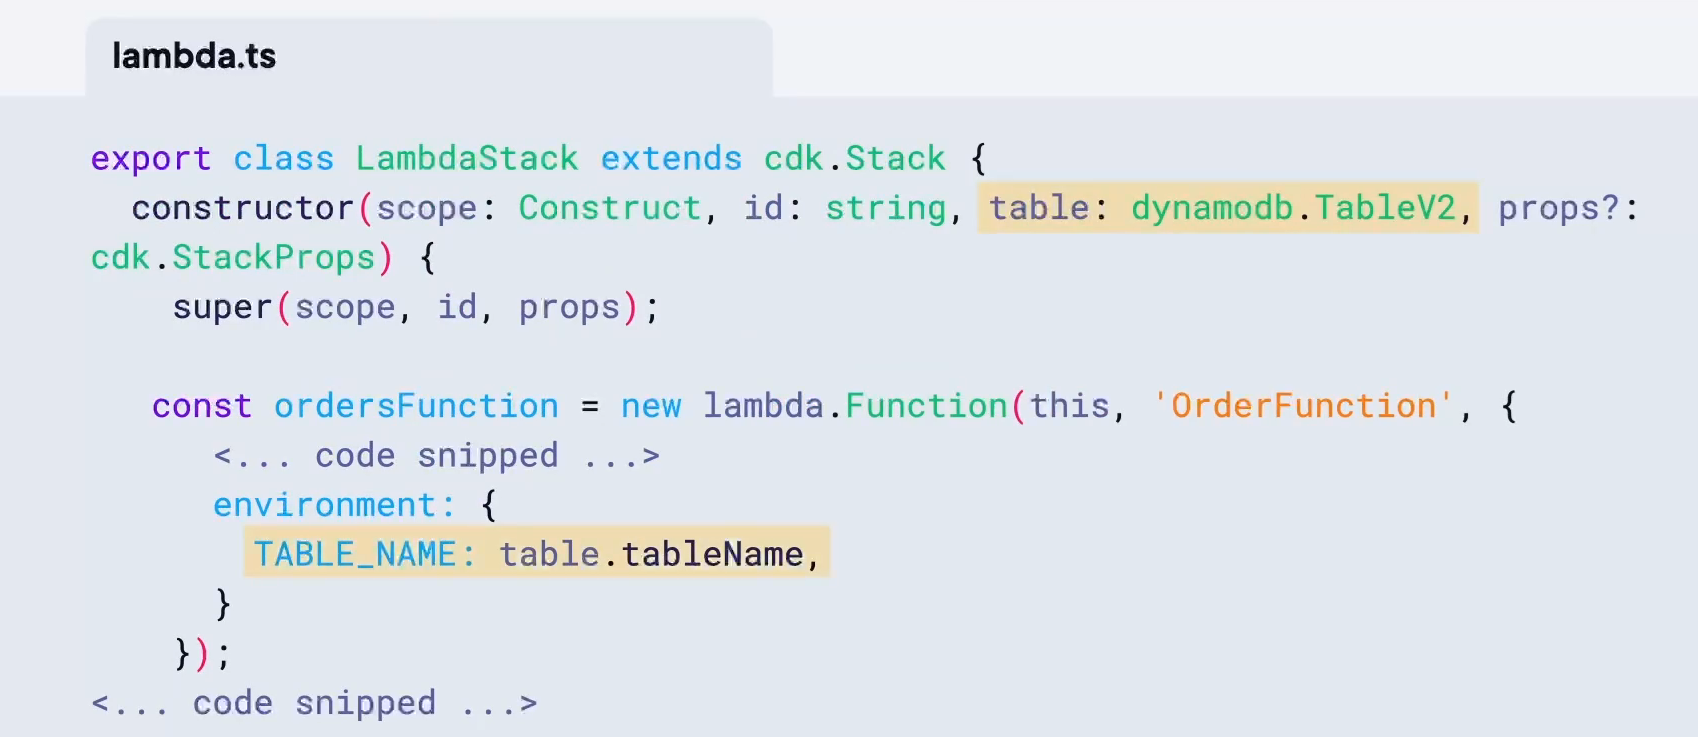 lambda.ts
export class LambdaStack extends cdk.Stack {
constructor(scope: Construct, id: string, table: dynamodb.TableV2, props?:
cdk.StackProps) {
super(scope, id, props);
const ordersFunction = new lambda.Function(this, 'OrderFunction', {
<... code snipped ...>
environment: {
TABLE_NAME: table.tableName,
}
});
<... code snipped ...>